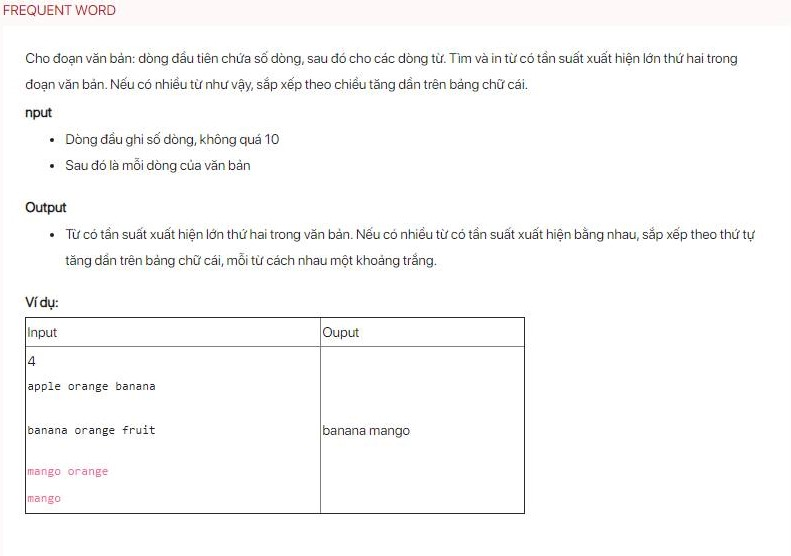 FREQUENT WORD
Cho đoạn văn bản: dòng đầu tiên chứa số dòng, sau đó cho các dòng từ. Tìm và in từ có tần suất xuất hiện lớn thứ hai trong
đoạn văn bản. Nếu có nhiều từ như vậy, sắp xếp theo chiều tăng dần trên bảng chữ cái.
nput
• Dòng đầu ghi số dòng, không quá 10
• Sau đó là mỗi dòng của văn bản
Output
• Từ có tần suất xuất hiện lớn thứ hai trong văn bản. Nếu có nhiều từ có tần suất xuất hiện bằng nhau, sắp xếp theo thứ tự
tăng dần trên bảng chữ cái, mỗi từ cách nhau một khoảng trắng.
Ví dụ:
Input Ouput
4
apple orange banana
banana orange fruit banana mango
mango orange
mango